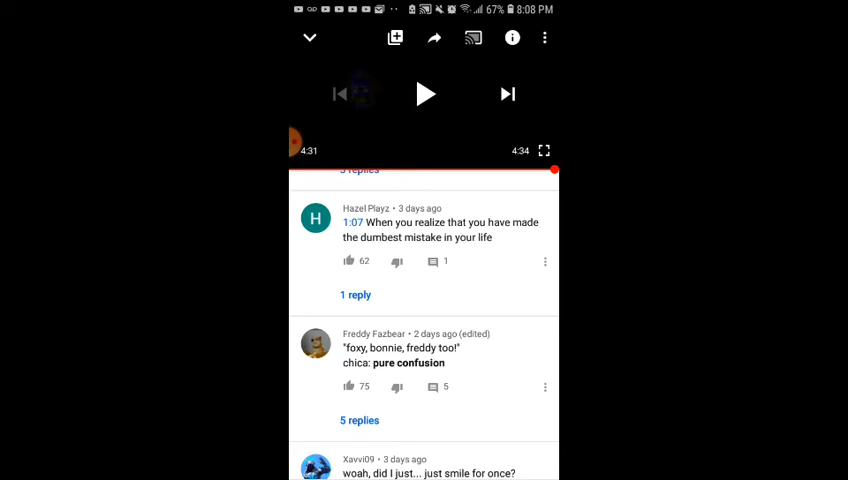 67% 8:08 PM
4:31 4:34
5 replies
Hazel Playz • 3 days ago
1:07 When you realize that you have made
the dumbest mistake in your life
62 1
1 reply
H
Freddy Fazbear • 2 days ago (edited)
"foxy, bonnie, freddy too!"
chica: pure confusion
75 5
5 replies
Xavvi09 • 3 days ago
woah, did I just... just smile for once?